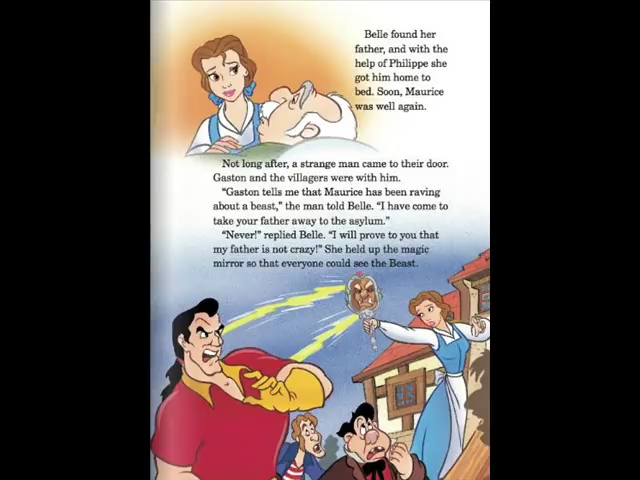 Belle found her
father, and with the
help of Philippe she
got him home to
bed. Soon, Maurice
was well again.
Not long after, a strange man came to their door.
Gaston and the villagers were with him.
“Gaston tells me that Maurice has been raving
about a beast,” the man told Belle. “I have come to
take your father away to the asylum.”
“Never!” replied Belle. “I will prove to you that
my father is not crazy!” She held up the magic
mirror so that everyone could see the Beast.